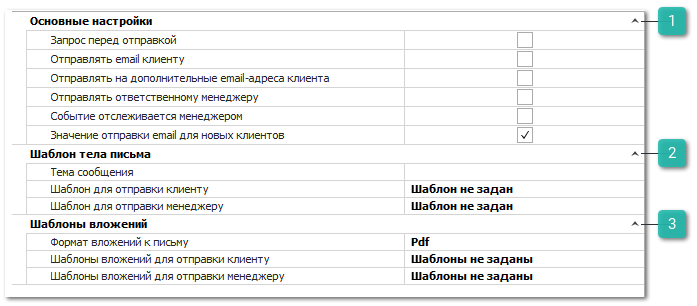 Основные настройки 1
Запрос перед отправкой
Отправлять email клиенту
Отправлять на дополнительные email-адреса клиента
Отправлять ответственному менеджеру
Событие отслеживается менеджером
Значение отправки email для новых клиентов
Шаблон тела письма 2
Тема сообщения
Шаблон для отправки клиенту Шаблон не задан
Шаблон для отправки менеджеру Шаблон не задан
Шаблоны вложений 3
Формат вложений к письму Pdf
Шаблоны вложений для отправки клиенту Шаблоны не заданы
Шаблоны вложений для отправки менеджеру Шаблоны не заданы